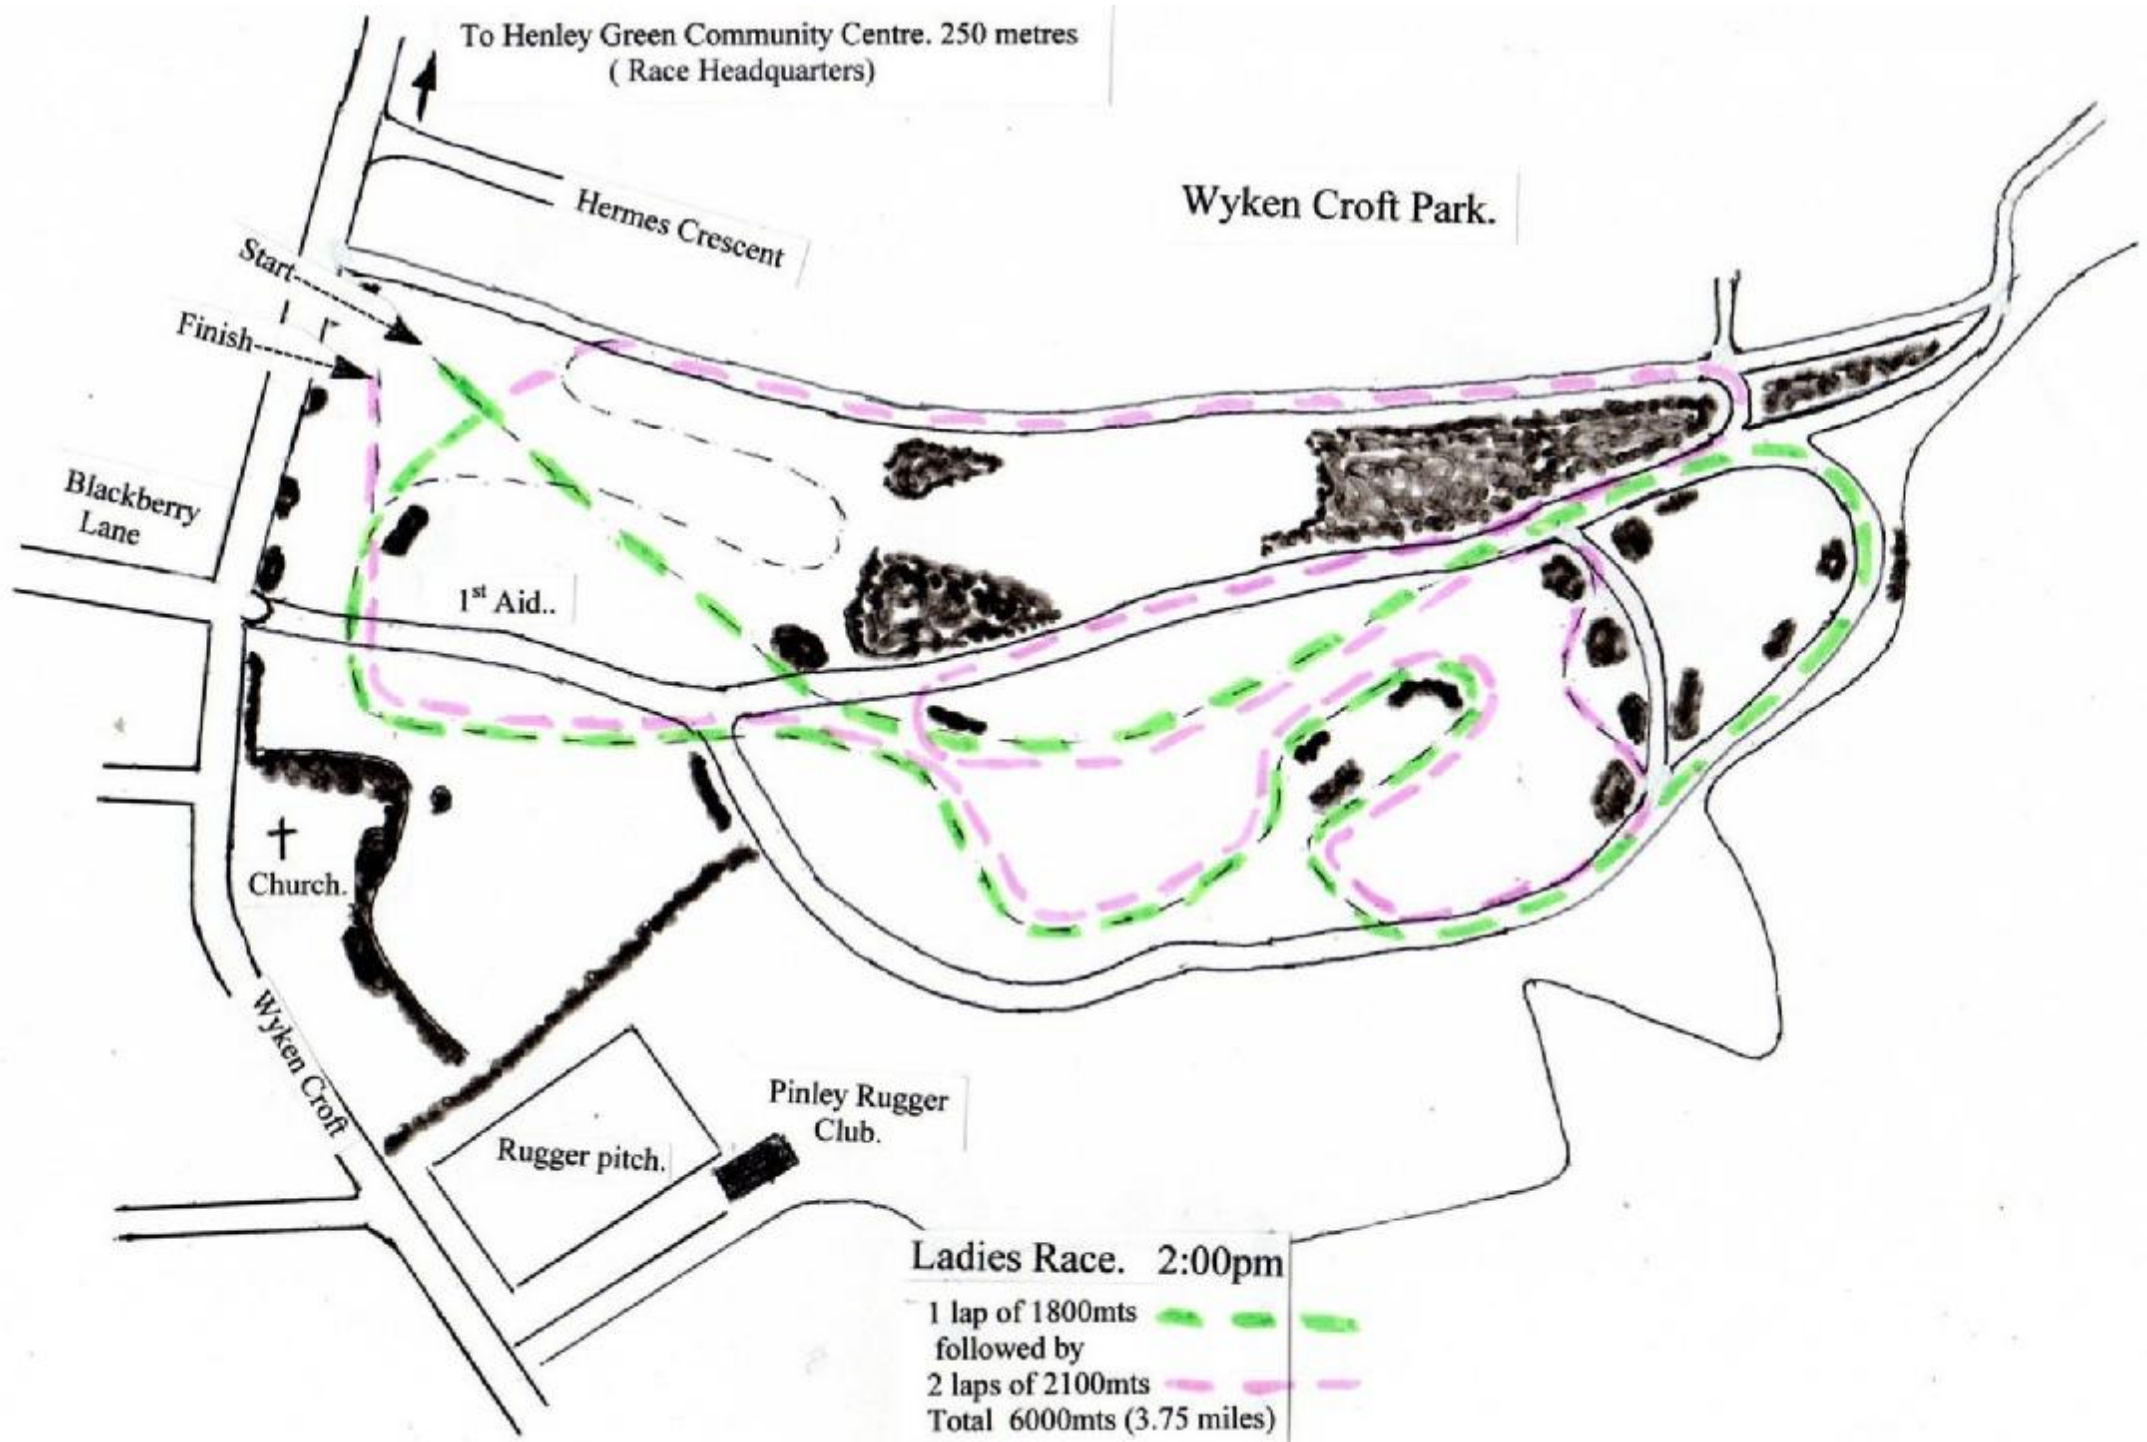 To Henley Green Community Centre. 250 metres
( Race Headquarters)
Hermes Crescent
Wyken Croft Park.
Start
Finish
Blackberry
Lane
1st Aid..
Church.
Wyken Croft
Rugger pitch.
Pinley Rugger
Club.
Ladies Race. 2:00pm
1 lap of 1800mts
followed by
2 laps of 2100mts
Total 6000mts (3.75 miles)